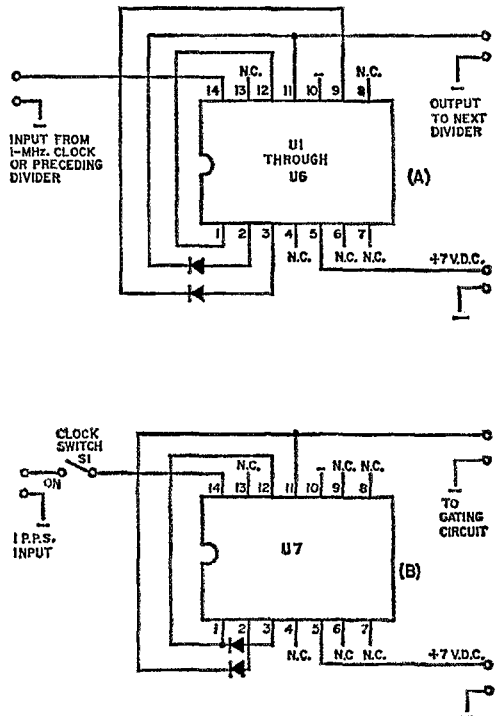 N.C.
N.C.
14 13 12 11 10 9 8
INPUT FROM
1-MHz. CLOCK
OR PRECEDING
DIVIDER
U1
THROUGH
U6
OUTPUT
TO NEXT
DIVIDER
(A)
1 2 3 4 5 6 7
N.C. N.C. N.C.
+7 V.D.C.
CLOCK
SWITCH
S1
ON
N.C. N.C. N.C.
14 13 12 11 10 9 8
1 P.P.S.
INPUT
U7
TO
GATING
CIRCUIT
(B)
1 2 3 4 5 6 7
N.C. N.C N.C.
+7 V.D.C.